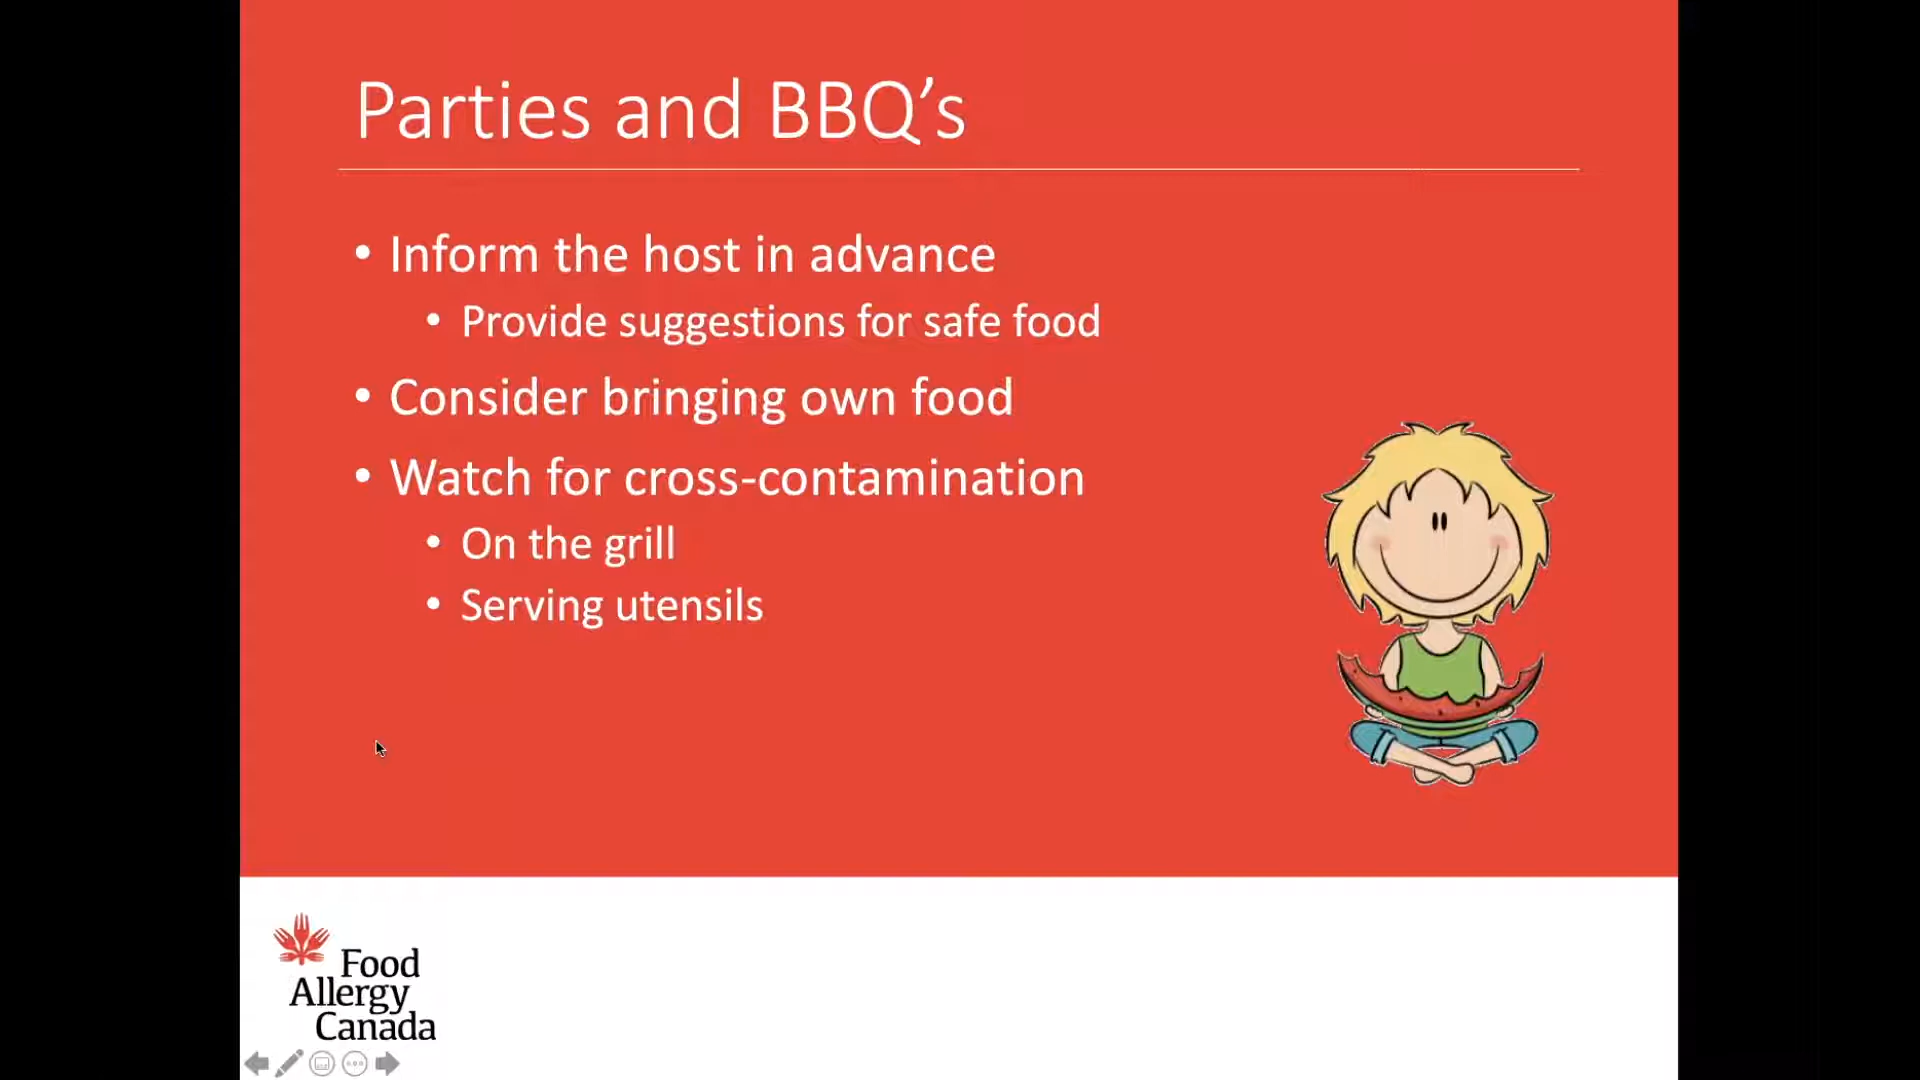 Parties and BBQ’s
• Inform the host in advance
• Provide suggestions for safe food
• Consider bringing own food
• Watch for cross-contamination
• On the grill
• Serving utensils
Food
Allergy
Canada